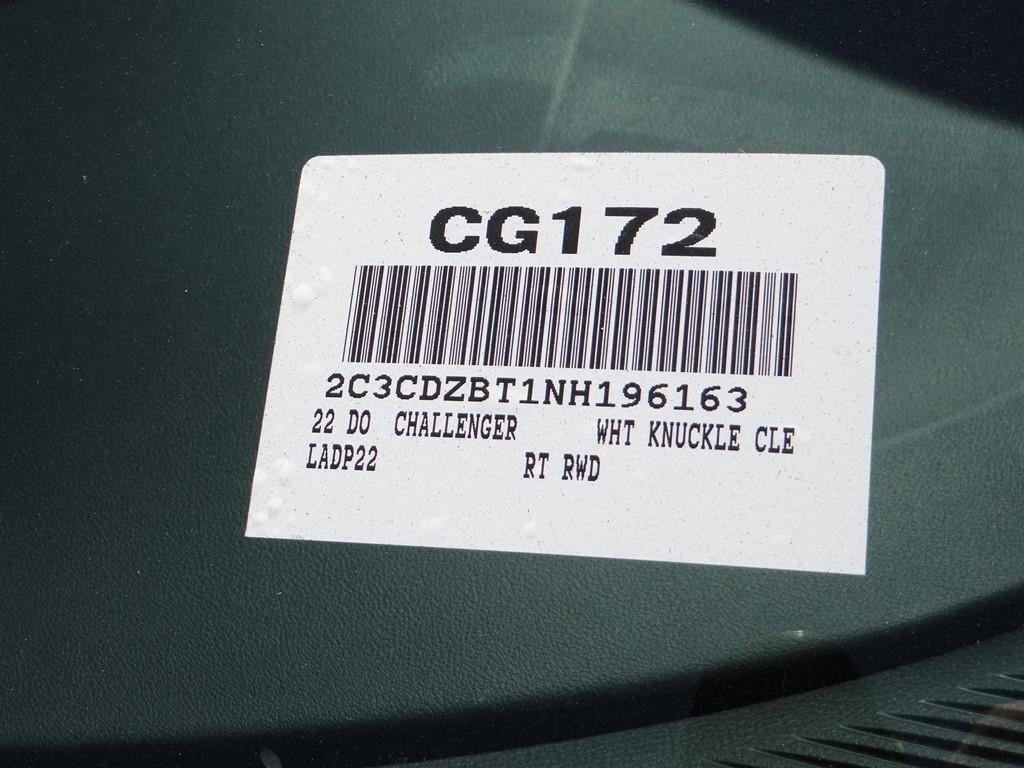 CG172
2C3CDZBT1NH196163
22 DO CHALLENGER WHT KNUCKLE CLE
LADP22 RT RWD